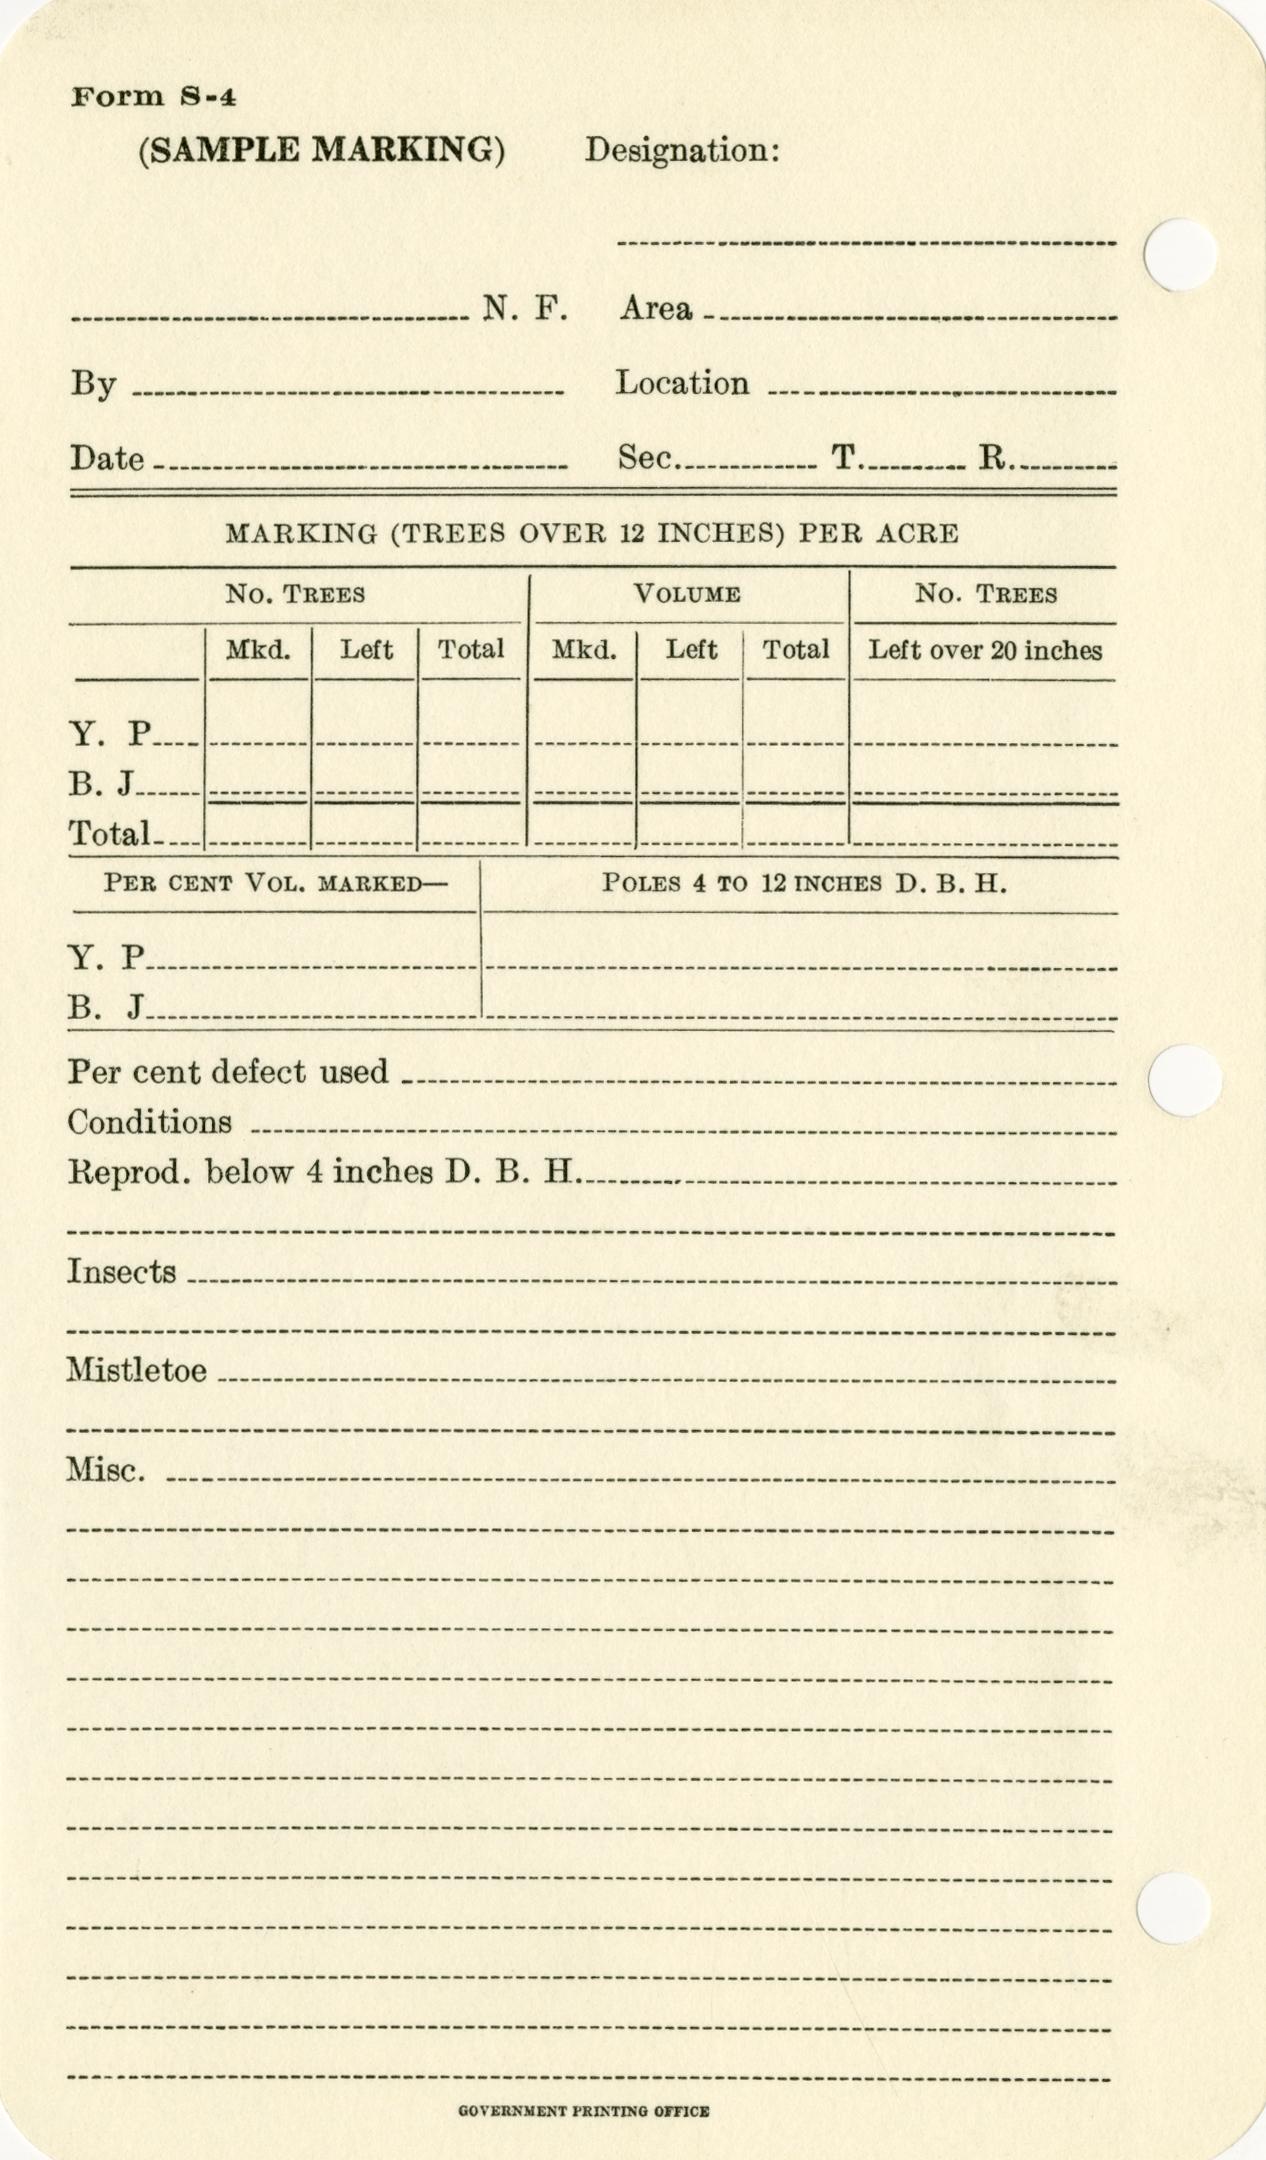 Form S-4
(SAMPLE MARKING) Designation:
N. F. Area
By Location
Date Sec. T. R.
MARKING (TREES OVER 12 INCHES) PER ACRE
No. Trees Volume No. Trees
Mkd. Left Total Mkd. Left Total Left over 20 inches
Y. P.
B. J.
Total
Per cent Vol. marked— Poles 4 to 12 inches D. B. H.
Y. P.
B. J.
Per cent defect used
Conditions
Reprod. below 4 inches D. B. H.
Insects
Mistletoe
Misc.
GOVERNMENT PRINTING OFFICE